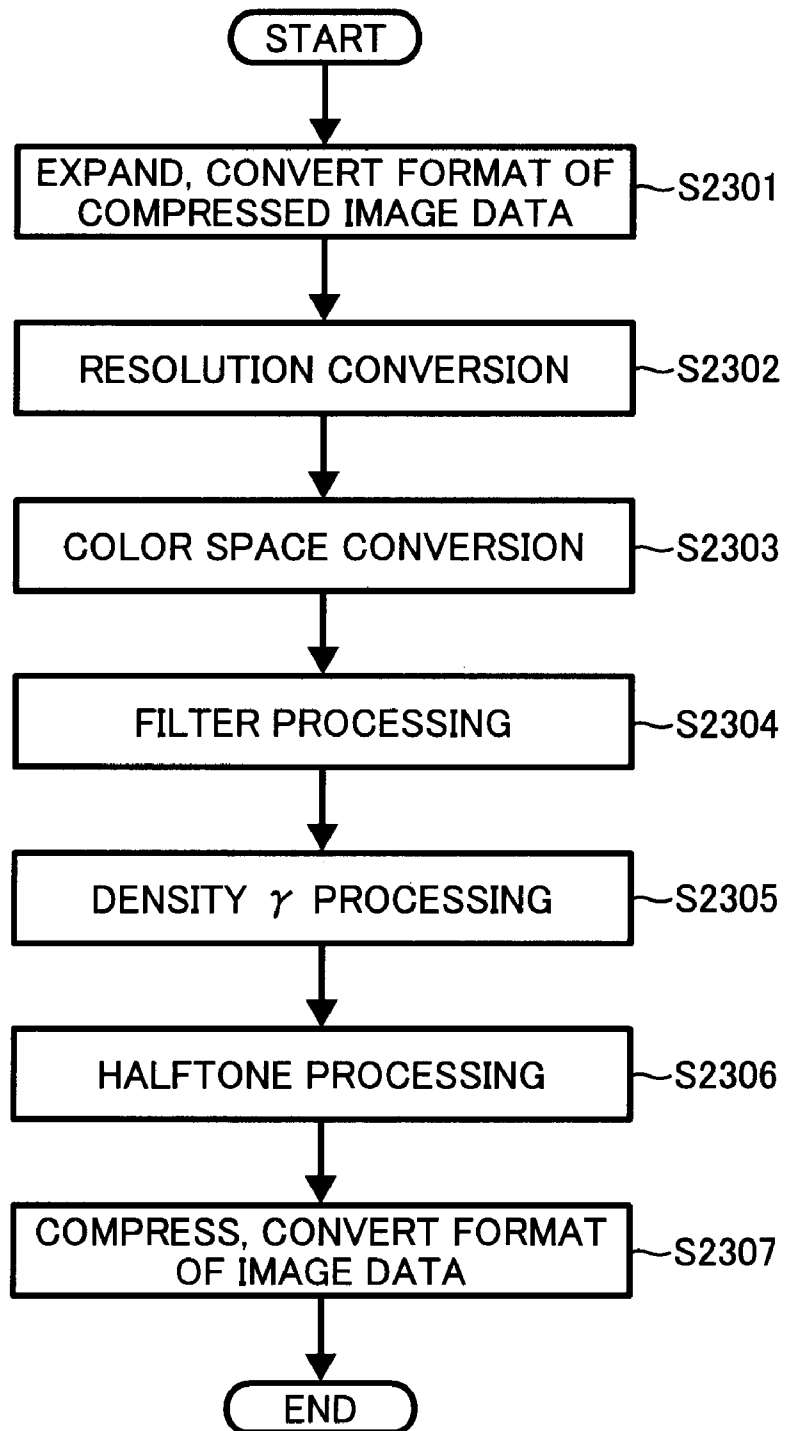 START
EXPAND, CONVERT FORMAT OF
COMPRESSED IMAGE DATA
S2301
RESOLUTION CONVERSION
S2302
COLOR SPACE CONVERSION
S2303
FILTER PROCESSING
S2304
DENSITY γ PROCESSING
S2305
HALFTONE PROCESSING
S2306
COMPRESS, CONVERT FORMAT
OF IMAGE DATA
S2307
END